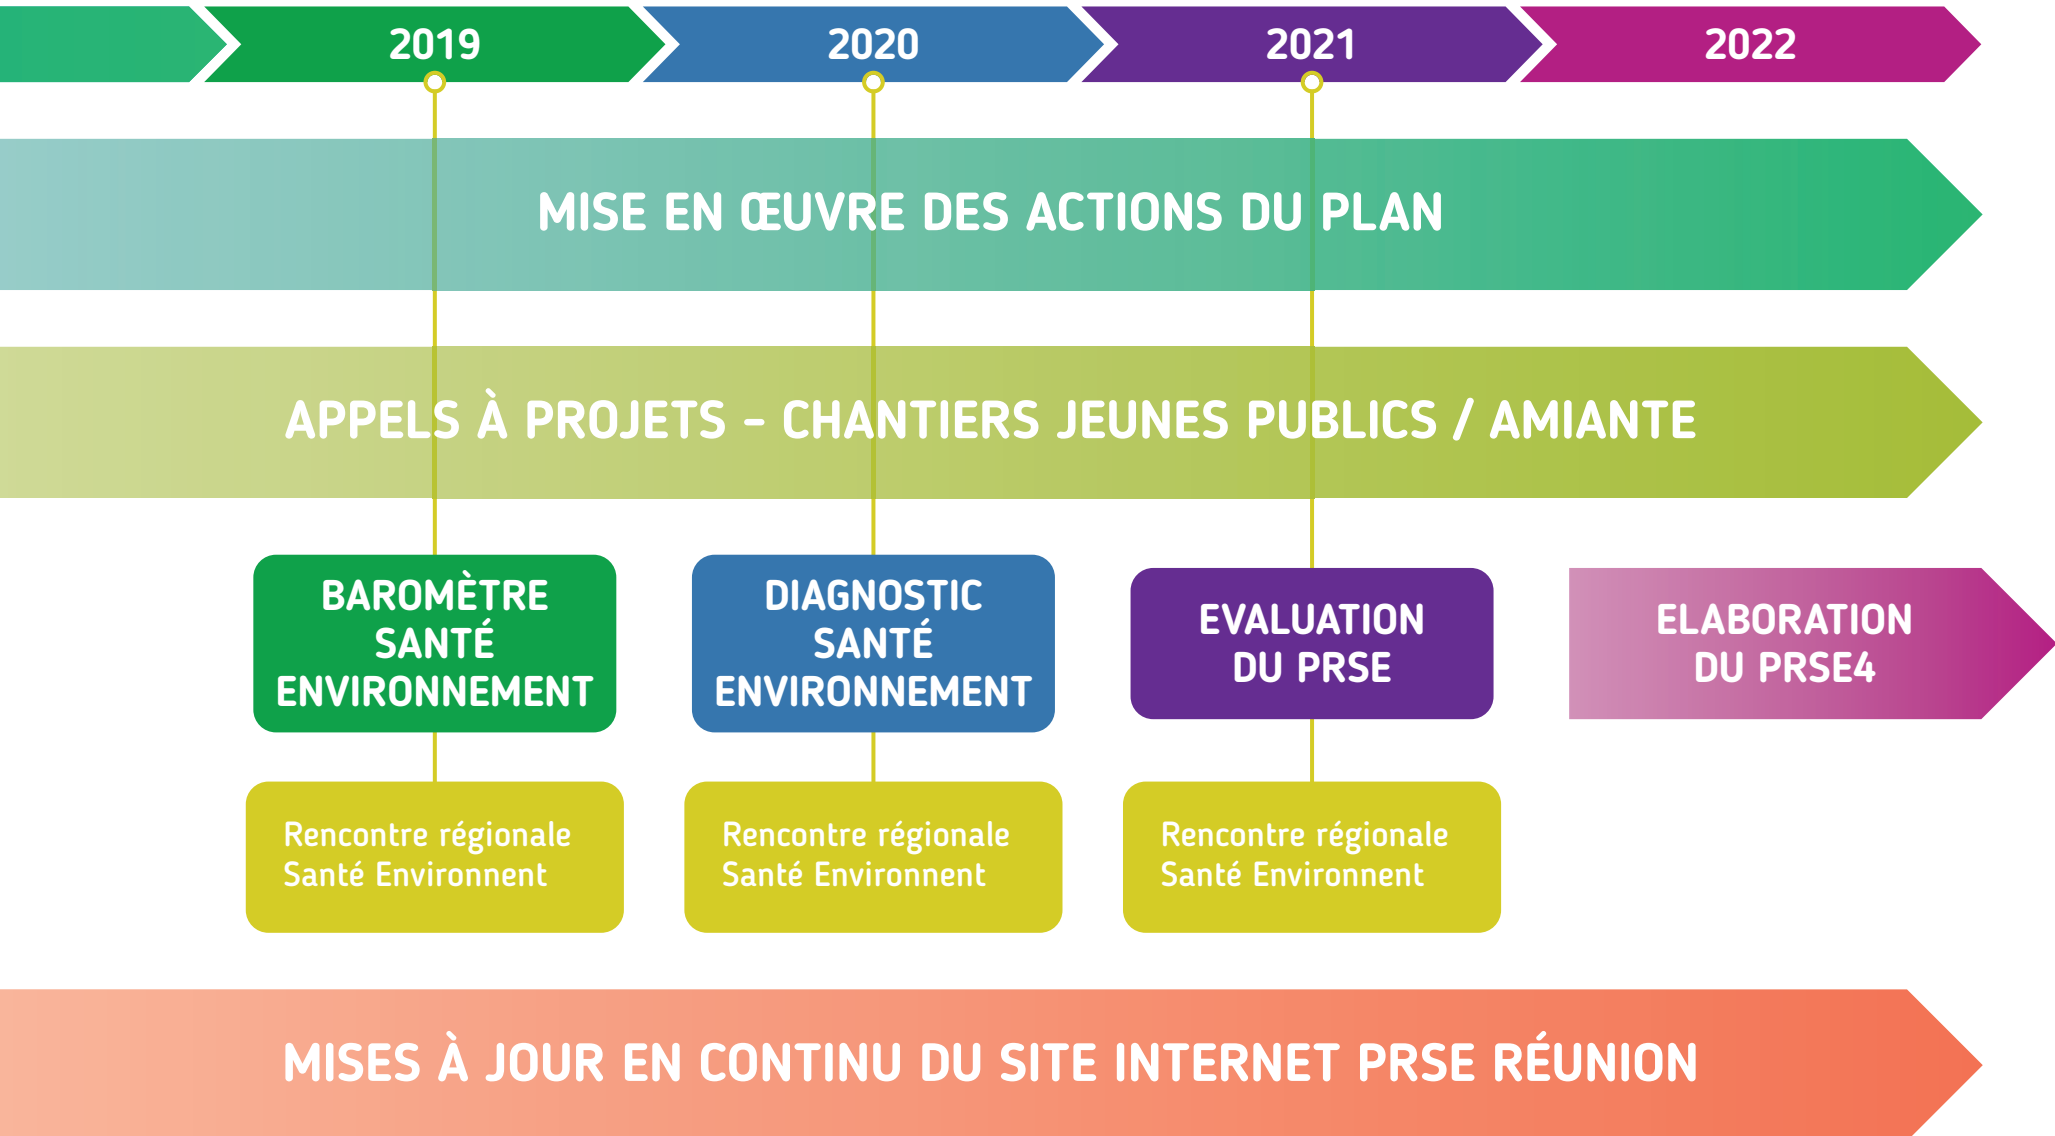 2019
2020
2021
2022
MISE EN ŒUVRE DES ACTIONS DU PLAN
APPELS À PROJETS - CHANTIERS JEUNES PUBLICS / AMIANTE
BAROMÈTRE
SANTÉ
ENVIRONNEMENT
DIAGNOSTIC
SANTÉ
ENVIRONNEMENT
EVALUATION
DU PRSE
ELABORATION
DU PRSE4
Rencontre régionale
Santé Environnent
Rencontre régionale
Santé Environnent
Rencontre régionale
Santé Environnent
MISES À JOUR EN CONTINU DU SITE INTERNET PRSE RÉUNION